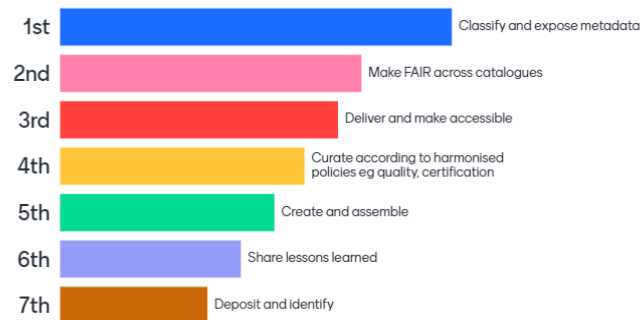 1st
Classify and expose metadata
2nd
Make FAIR across catalogues
3rd
Deliver and make accessible
4th
Curate according to harmonised
policies eg quality, certification
5th
Create and assemble
6th
Share lessons learned
7th
Deposit and identify